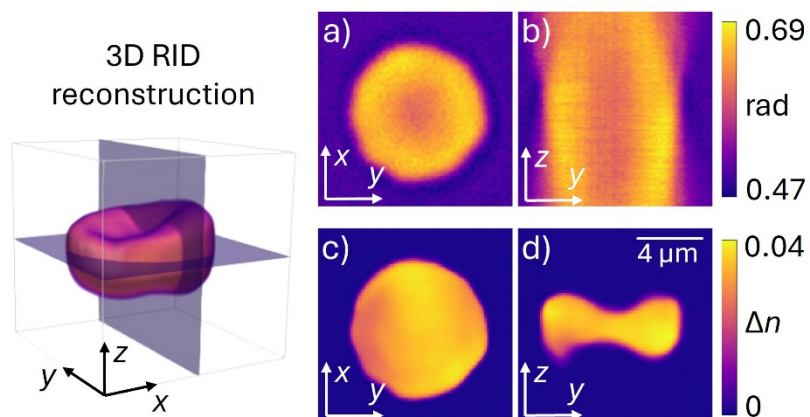 3D RID
reconstruction
z
y
x
a)
x
y
b)
z
y
0.69
rad
0.47
c)
x
y
d)
4 μm
z
y
0.04
Δn
0